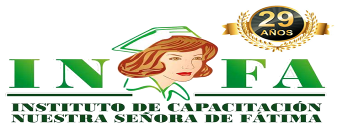 29
AÑOS
IN FA
INSTITUTO DE CAPACITACIÓN
NUESTRA SEÑORA DE FÁTIMA